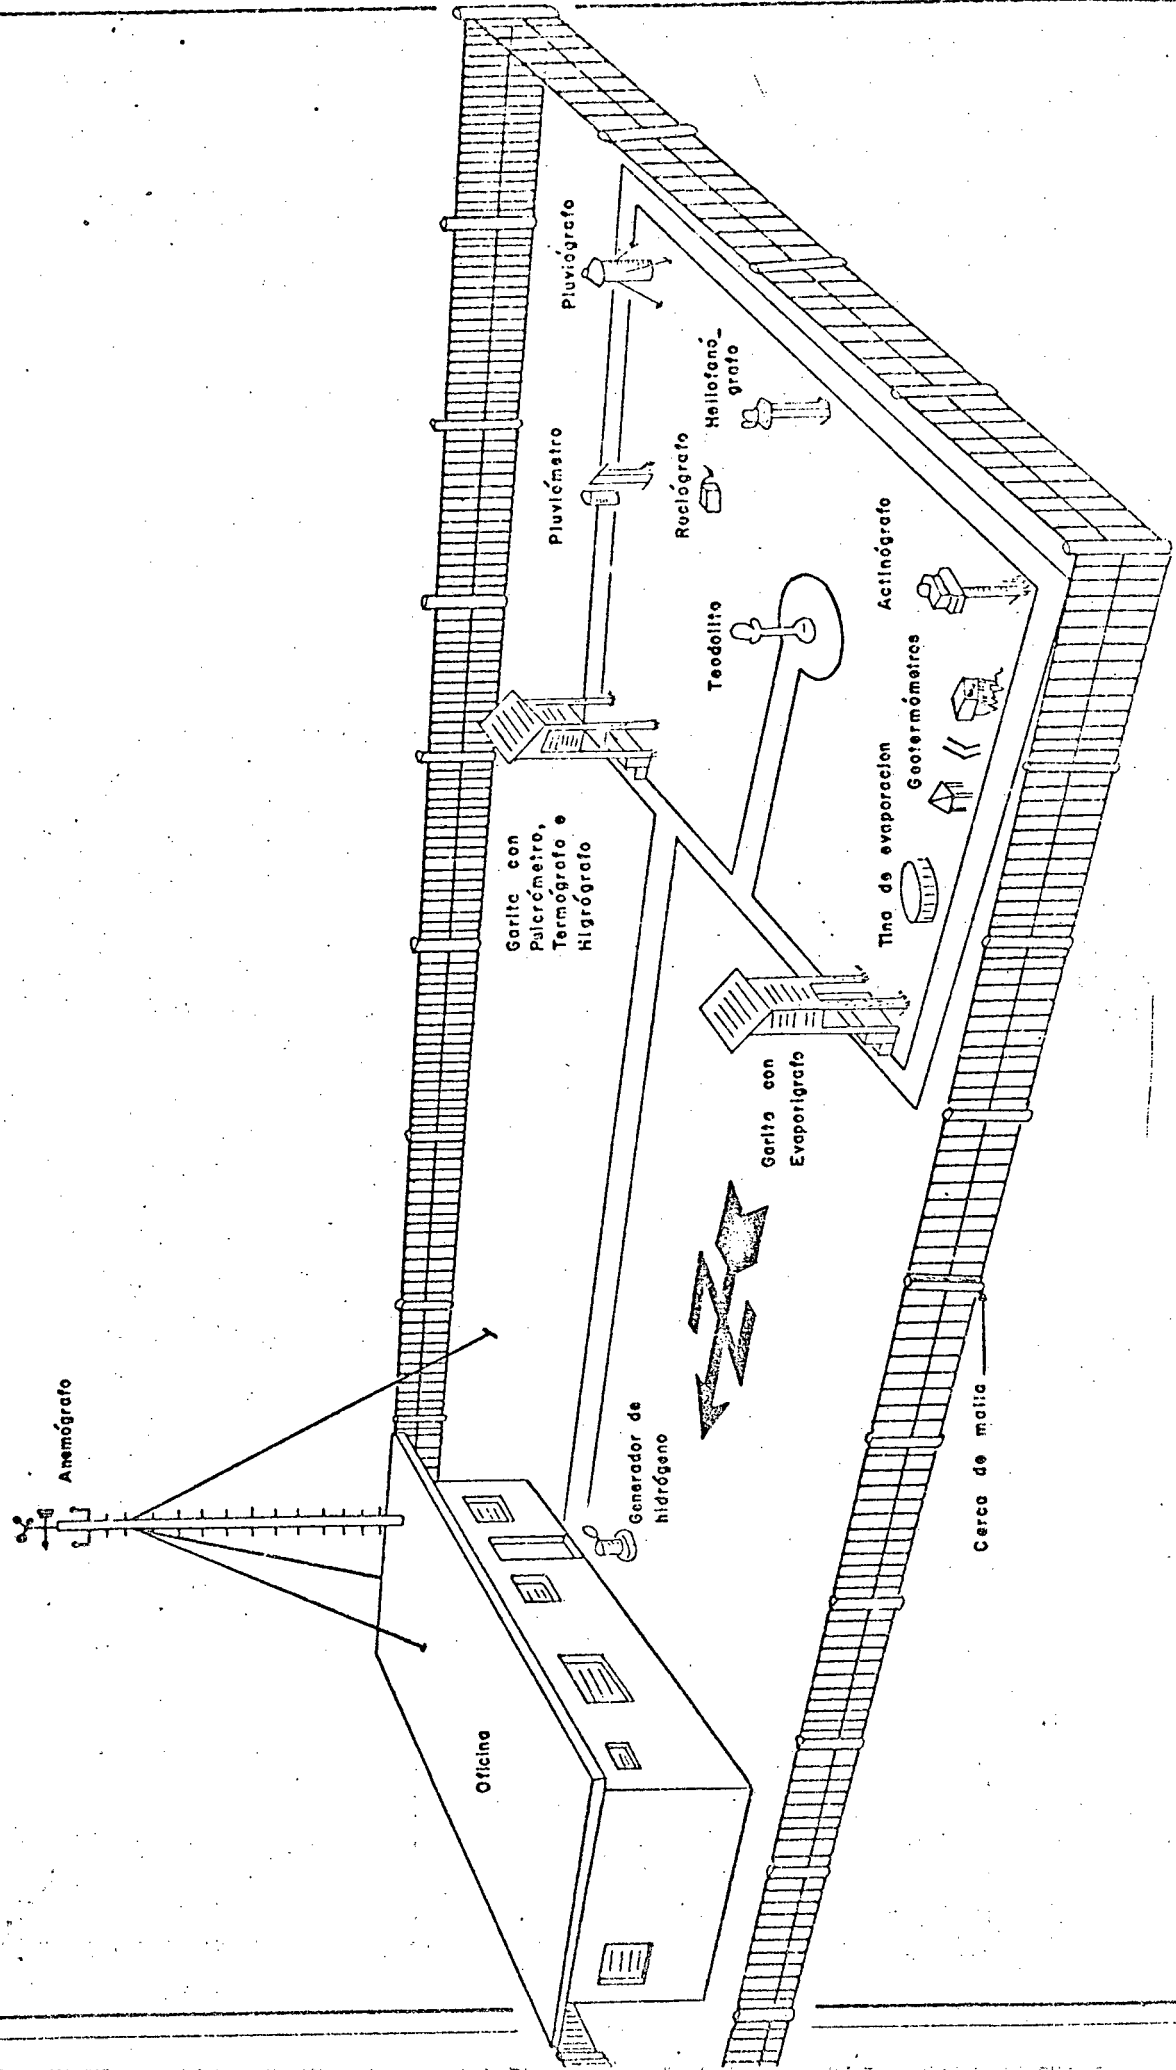 Anemógrafo
Oficina
Generador de
hidrógeno
Garita con
Psicrómetro,
Termógrafo e
Higrógrafo
Pluviómetro
Pluviógrafo
Rociógrafo
Heliofanó_
grafo
Teodolito
Garita con
Evaporígrafo
Tina de evaporacion
Geotermómetros
Actinógrafo
Cerca de malla
N